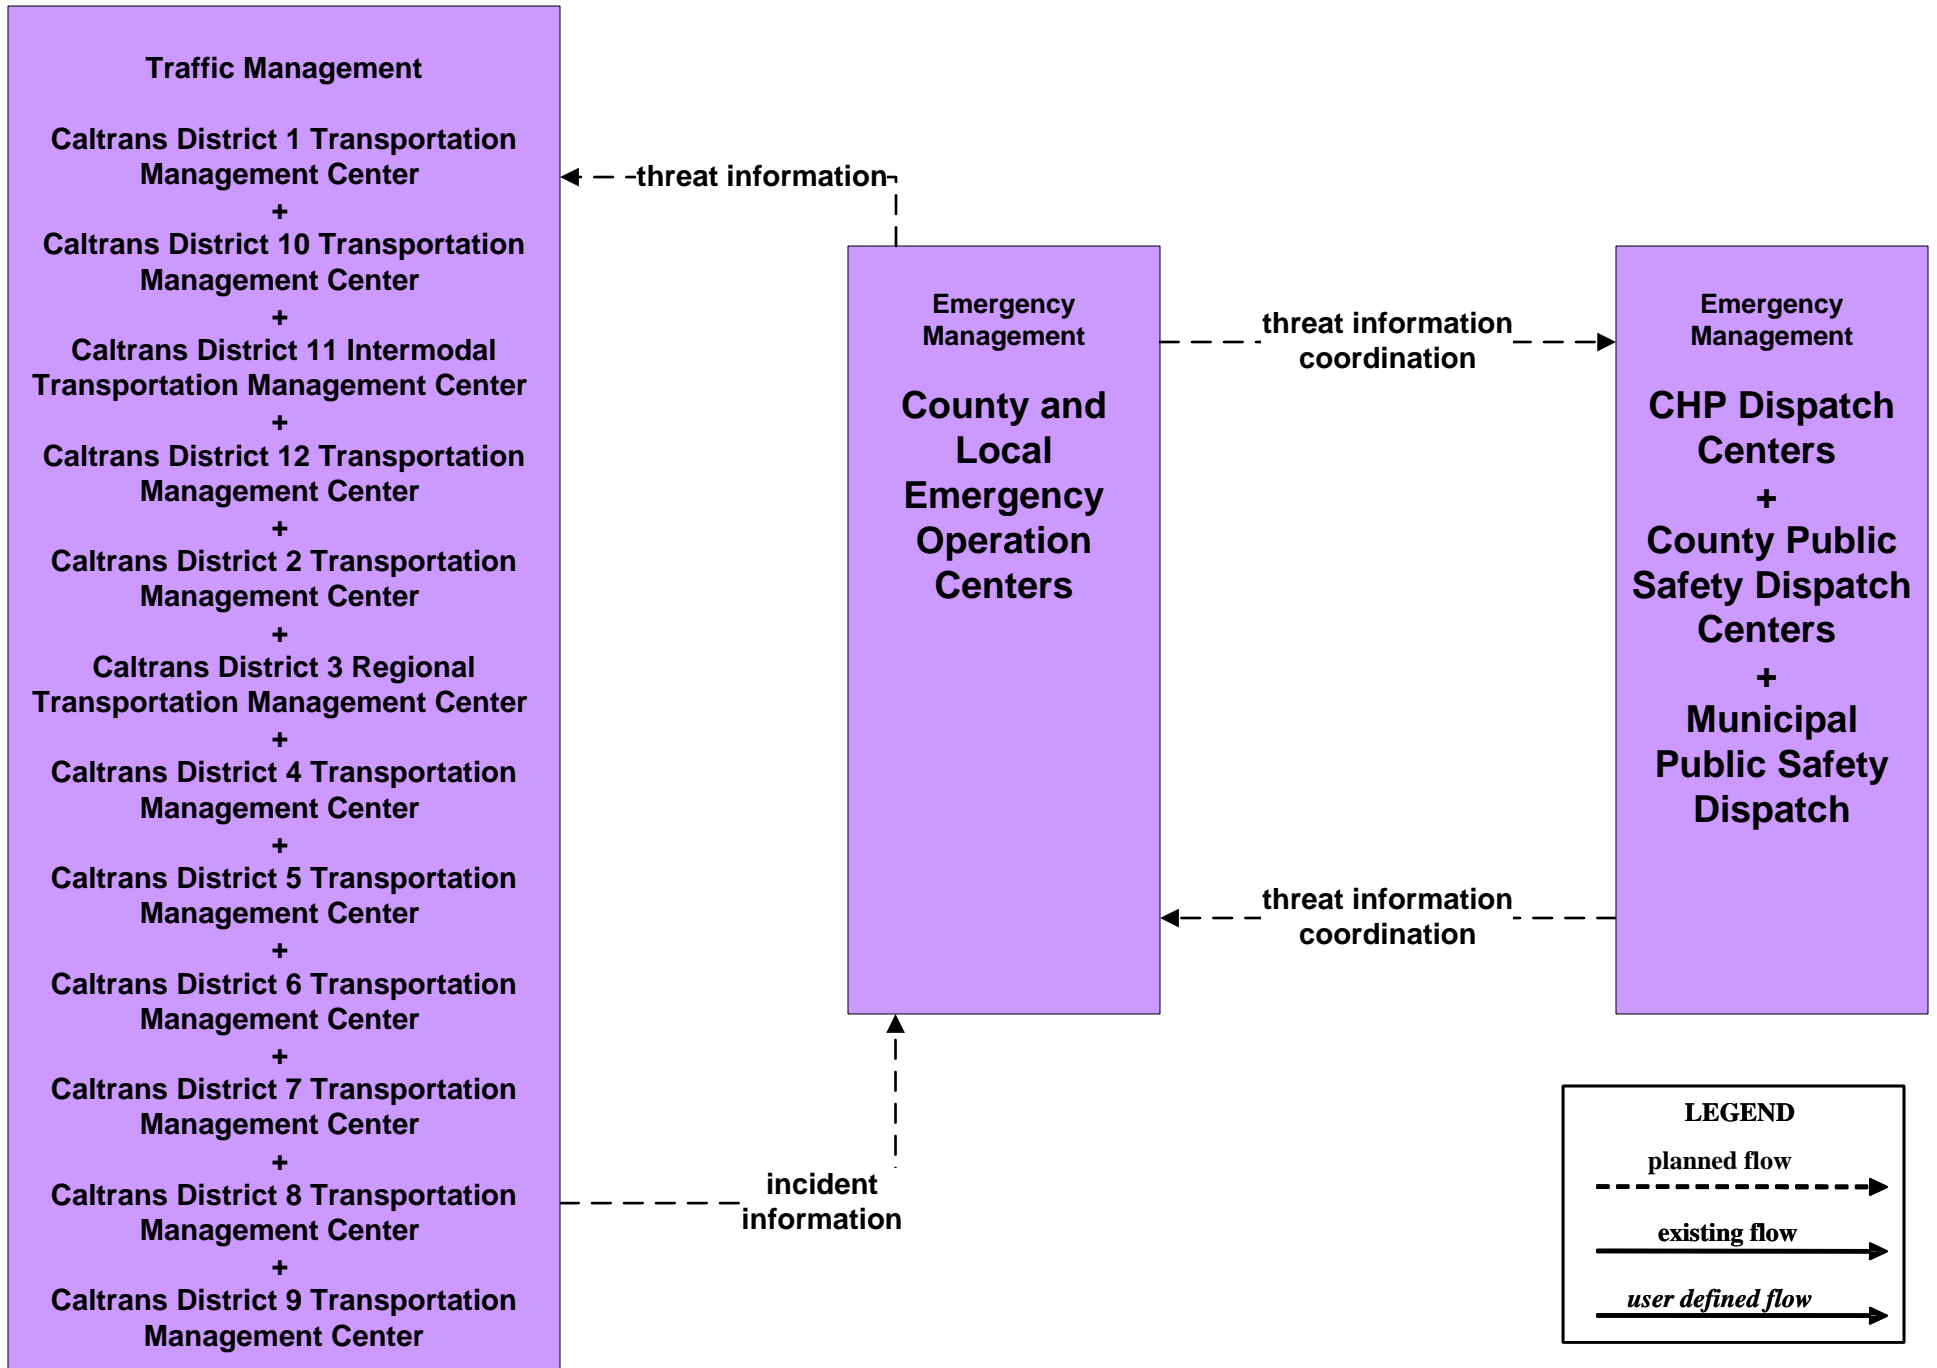 Traffic Management
Caltrans District 1 Transportation
Management Center
+
Caltrans District 10 Transportation
Management Center
+
Caltrans District 11 Intermodal
Transportation Management Center
+
Caltrans District 12 Transportation
Management Center
+
Caltrans District 2 Transportation
Management Center
+
Caltrans District 3 Regional
Transportation Management Center
+
Caltrans District 4 Transportation
Management Center
+
Caltrans District 5 Transportation
Management Center
+
Caltrans District 6 Transportation
Management Center
+
Caltrans District 7 Transportation
Management Center
+
Caltrans District 8 Transportation
Management Center
+
Caltrans District 9 Transportation
Management Center
threat information
incident
information
Emergency
Management
County and
Local
Emergency
Operation
Centers
threat information
coordination
threat information
coordination
Emergency
Management
CHP Dispatch
Centers
+
County Public
Safety Dispatch
Centers
+
Municipal
Public Safety
Dispatch
LEGEND
planned flow
existing flow
user defined flow